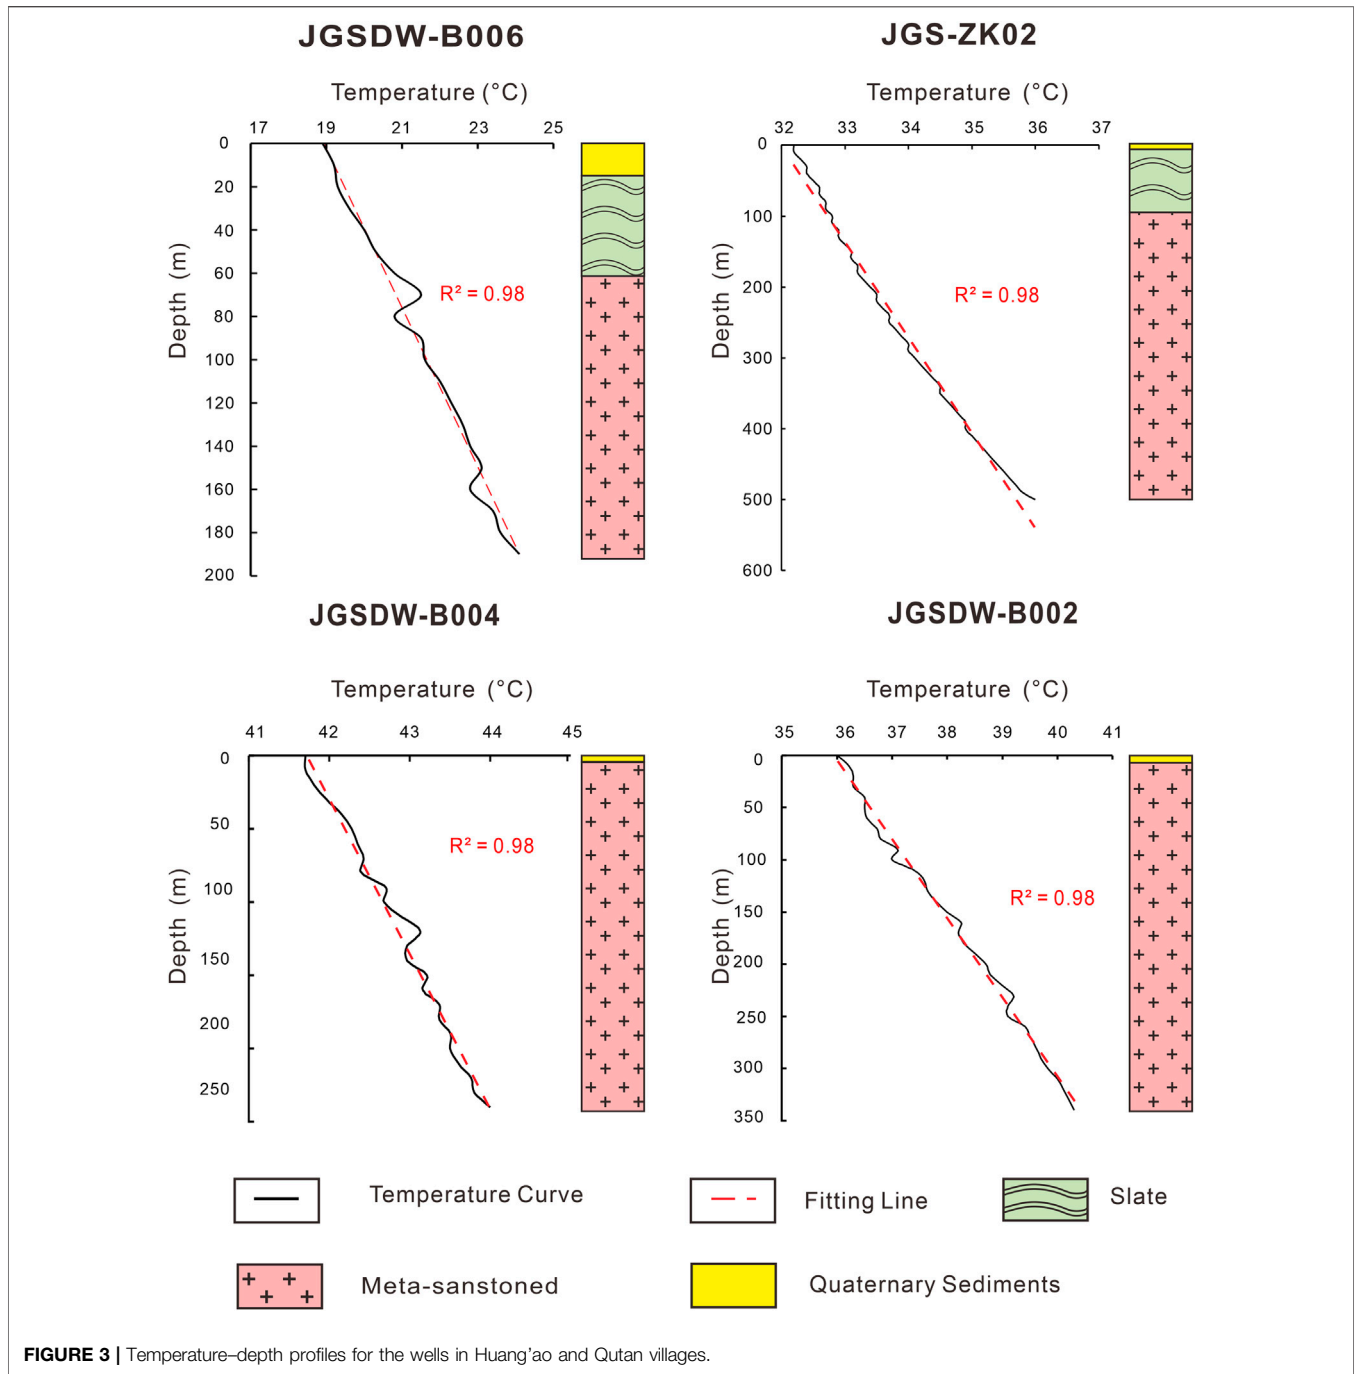 JGSDW-B006
Temperature (°C)
17 19 21 23 25
0
20
40
60
80
100
120
140
160
180
200
Depth (m)
R² = 0.98
JGS-ZK02
Temperature (°C)
32 33 34 35 36 37
0
100
200
300
400
500
600
Depth (m)
R² = 0.98
JGSDW-B004
Temperature (°C)
41 42 43 44 45
0
50
100
150
200
250
Depth (m)
R² = 0.98
JGSDW-B002
Temperature (°C)
35 36 37 38 39 40 41
0
50
100
150
200
250
300
350
Depth (m)
R² = 0.98
Temperature Curve
Fitting Line
Slate
Meta-sanstoned
Quaternary Sediments
FIGURE 3 | Temperature–depth profiles for the wells in Huang’ao and Qutan villages.